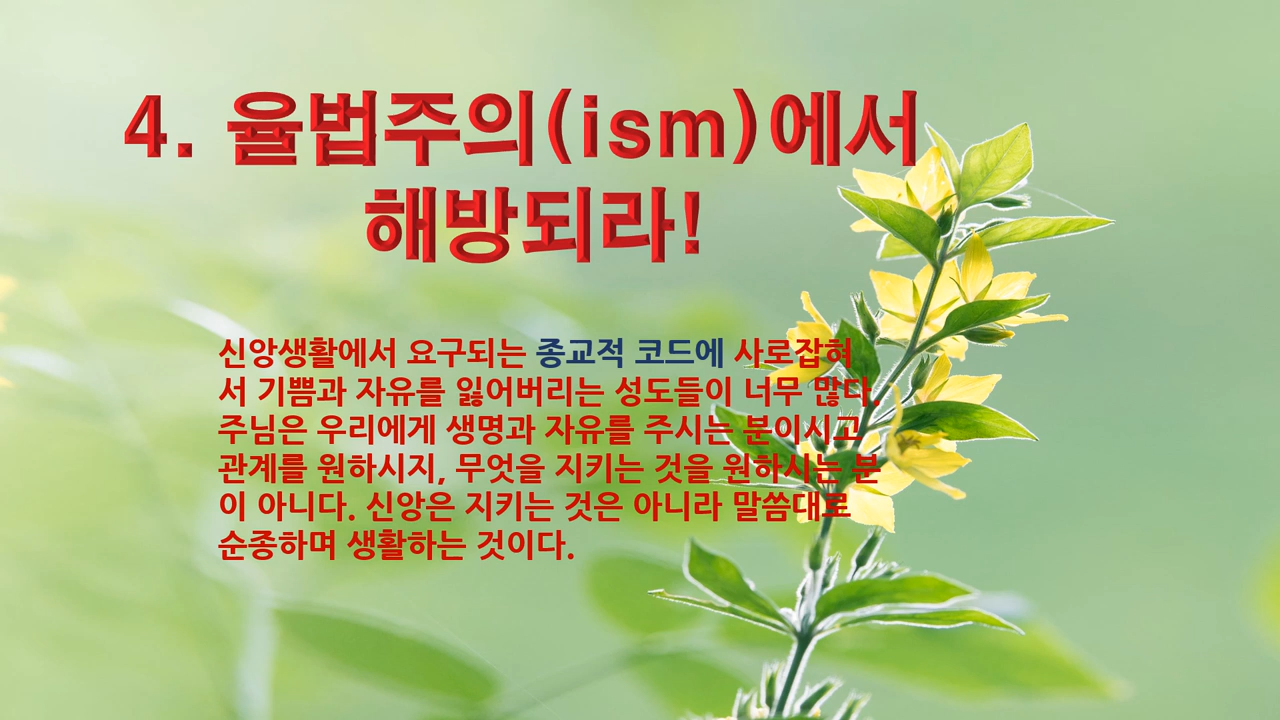 4. 율법주의(ism)에서
해방되라!
신앙생활에서 요구되는 종교적 코드에 사로잡혀
서 기쁨과 자유를 잃어버리는 성도들이 너무 많다.
주님은 우리에게 생명과 자유를 주시는 분이시고
관계를 원하시지, 무엇을 지키는 것을 원하시는 분
이 아니다. 신앙은 지키는 것은 아니라 말씀대로
순종하며 생활하는 것이다.